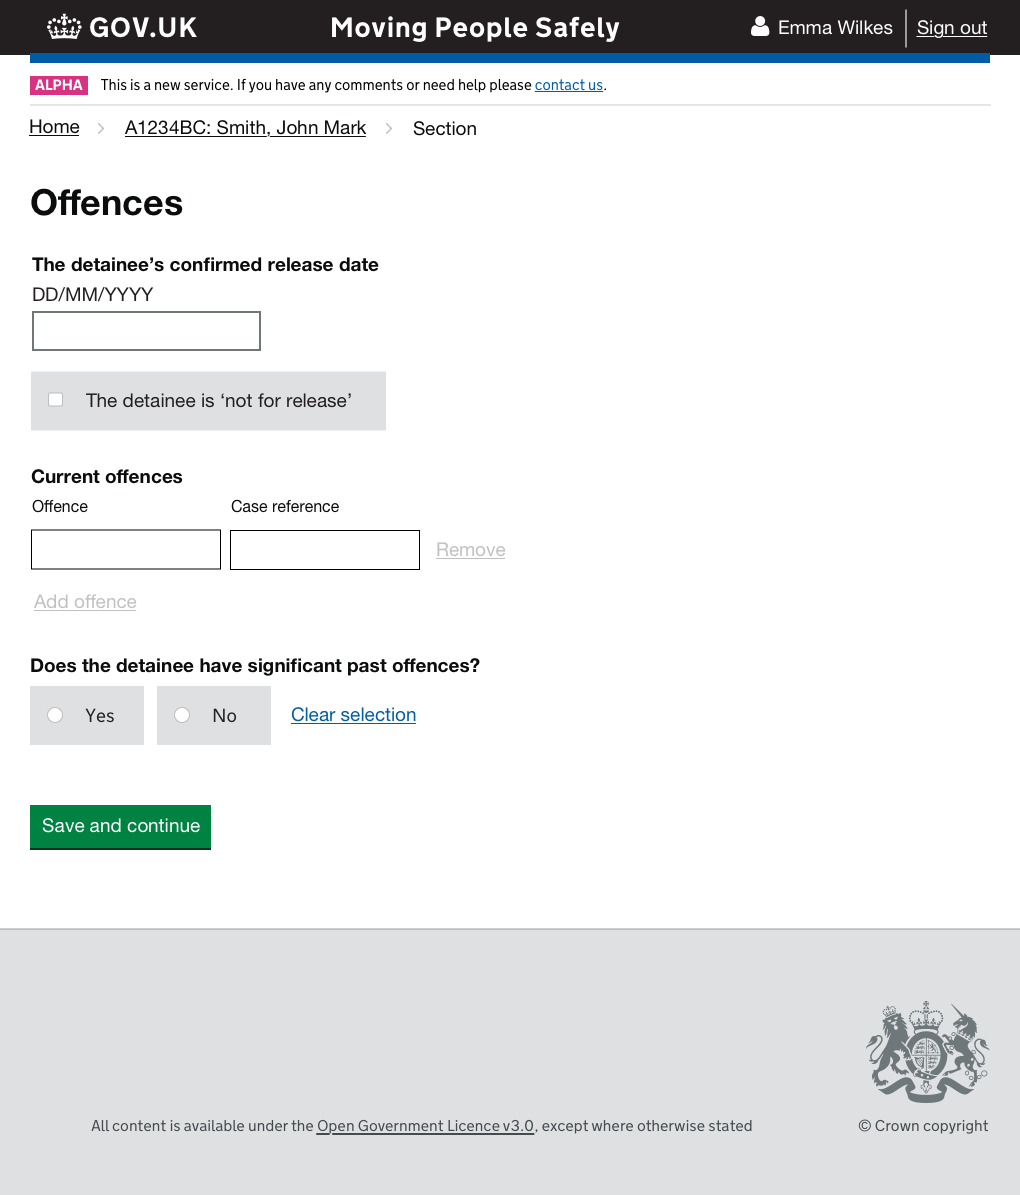 GOV.UK Moving People Safely Emma Wilkes Sign out
ALPHA This is a new service. If you have any comments or need help please contact us.
Home A1234BC: Smith, John Mark Section
Offences
The detainee’s confirmed release date
DD/MM/YYYY
The detainee is ‘not for release’
Current offences
Offence Case reference
Remove
Add offence
Does the detainee have significant past offences?
Yes No Clear selection
Save and continue
All content is available under the Open Government Licence v3.0, except where otherwise stated © Crown copyright